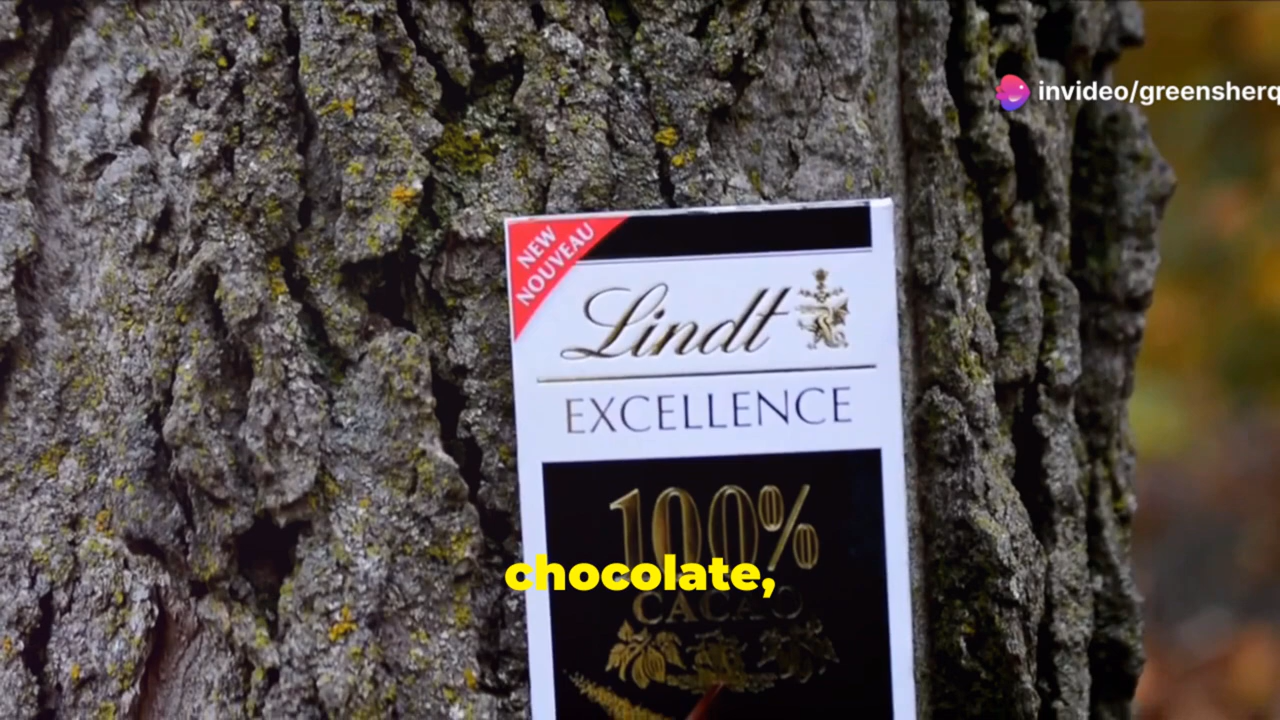 invideo/greensherq
NEW
NOUVEAU
Lindt
EXCELLENCE
100%
chocolate,
CACAO